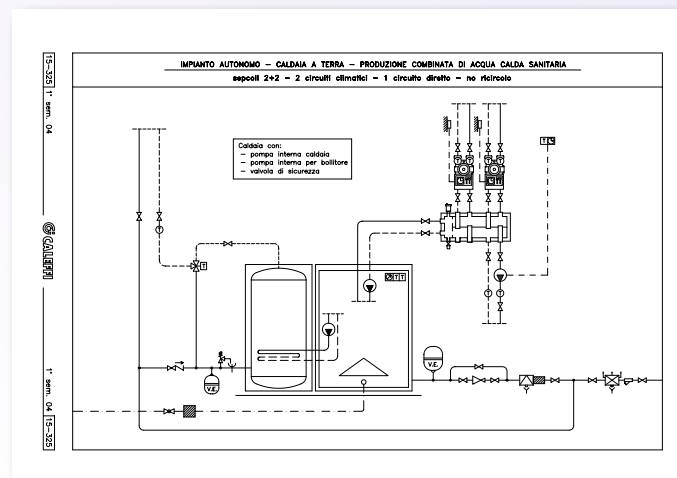 IMPIANTO AUTONOMO – CALDAIA A TERRA – PRODUZIONE COMBINATA DI ACQUA CALDA SANITARIA
sepcoll 2+2 – 2 circuiti climatici – 1 circuito diretto – no ricircolo
15-325
1° sem. 04
CALEFFI
1° sem. 04
15-325
Caldaia con:
– pompa interna caldaia
– pompa interna per bollitore
– valvola di sicurezza
T
T
T
T T
T T
V.E.
V.E.